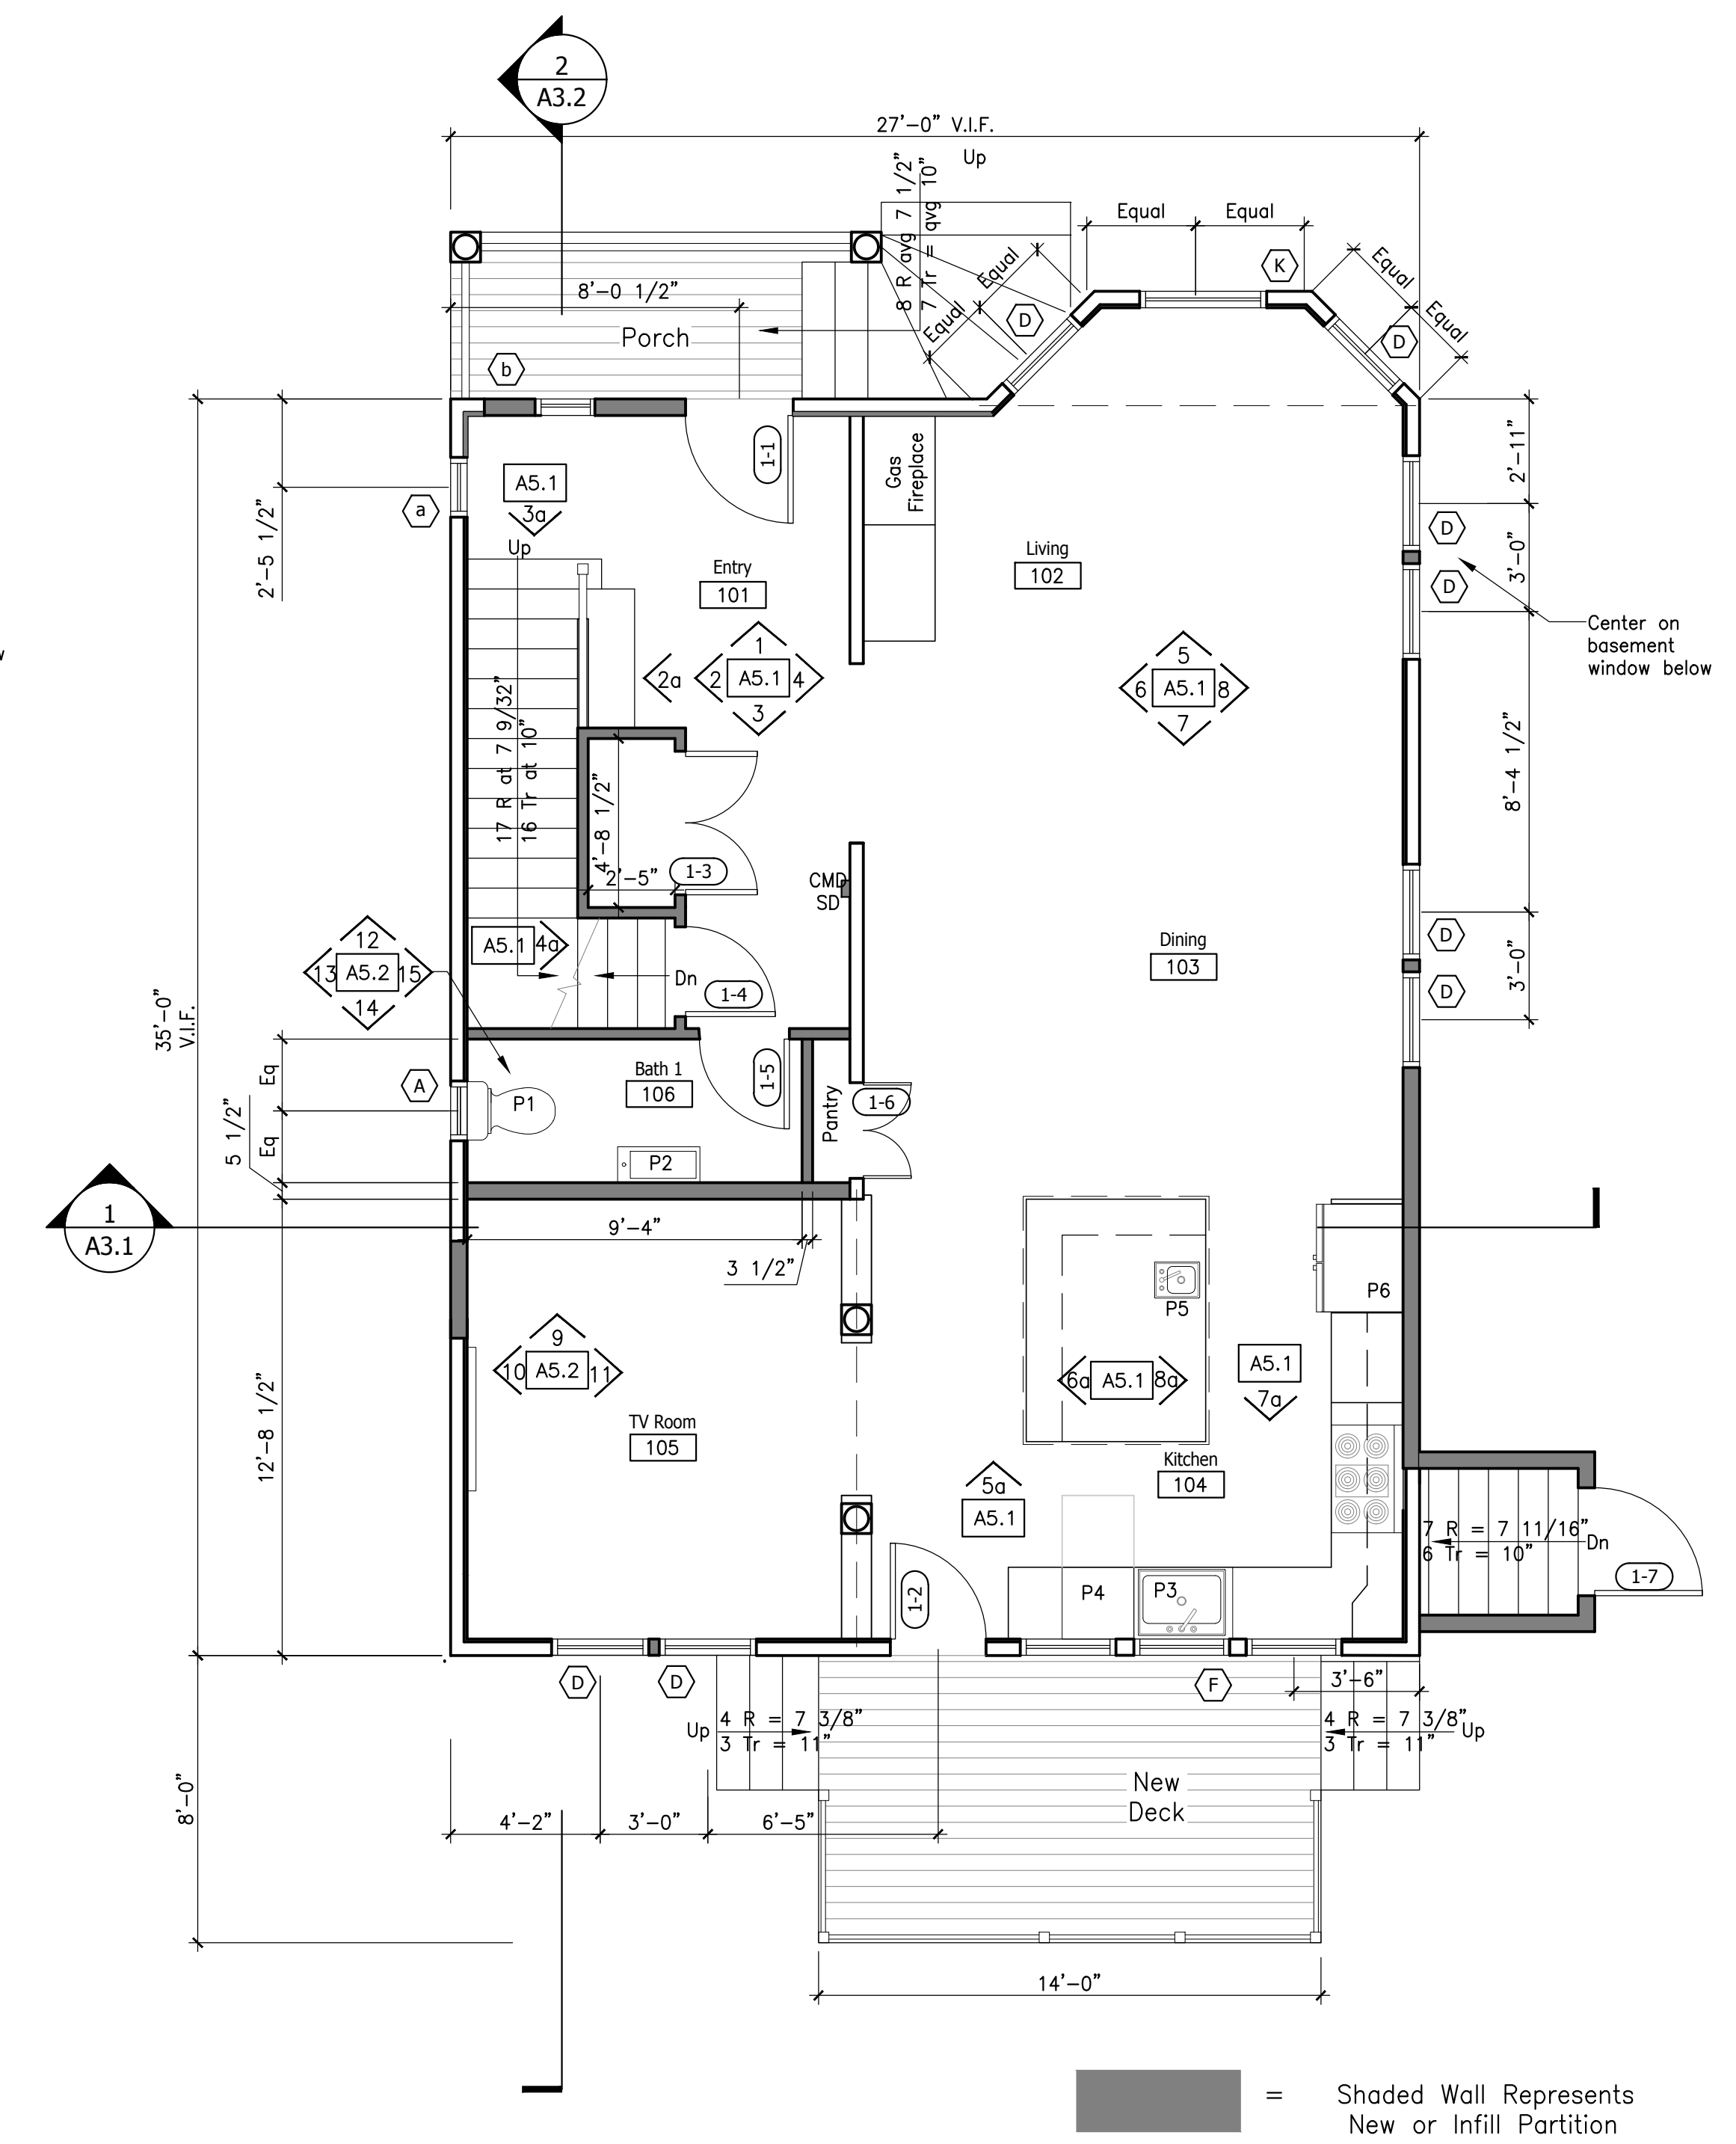 2
A3.2
27'-0" V.I.F.
Up
8 R avg 7 1/2"
7 Tr = qvg 10"
Equal
Equal
K
Equal
Equal
Equal
Equal
D
D
8'-0 1/2"
Porch
b
1-1
Gas
Fireplace
2'-11"
A5.1
3a
a
2'-5 1/2"
Up
D
Living
102
3'-0"
Entry
101
D
Center on
basement
window below
1
2
A5.1
4
3
2a
5
6
A5.1
8
7
17 R at 7 9/32"
16 Tr at 10"
4'-8 1/2"
2'-5"
1-3
CMD
SD
8'-4 1/2"
12
13
A5.2
15
14
A5.1
4a
Dn
1-4
Dining
103
D
D
3'-0"
35'-0"
V.I.F.
Eq
Eq
5 1/2"
A
P1
Bath 1
106
1-5
Pantry
1-6
P2
1
A3.1
9'-4"
3 1/2"
P5
P6
9
10
A5.2
11
6a
A5.1
8a
A5.1
7a
TV Room
105
12'-8 1/2"
Kitchen
104
5a
A5.1
7 R = 7 11/16"
6 Tr = 10"
Dn
1-7
1-2
P4
P3
D
D
F
3'-6"
Up
4 R = 7 3/8"
3 Tr = 11"
4 R = 7 3/8"
3 Tr = 11"
Up
New
Deck
8'-0"
4'-2"
3'-0"
6'-5"
14'-0"
=
Shaded Wall Represents
New or Infill Partition